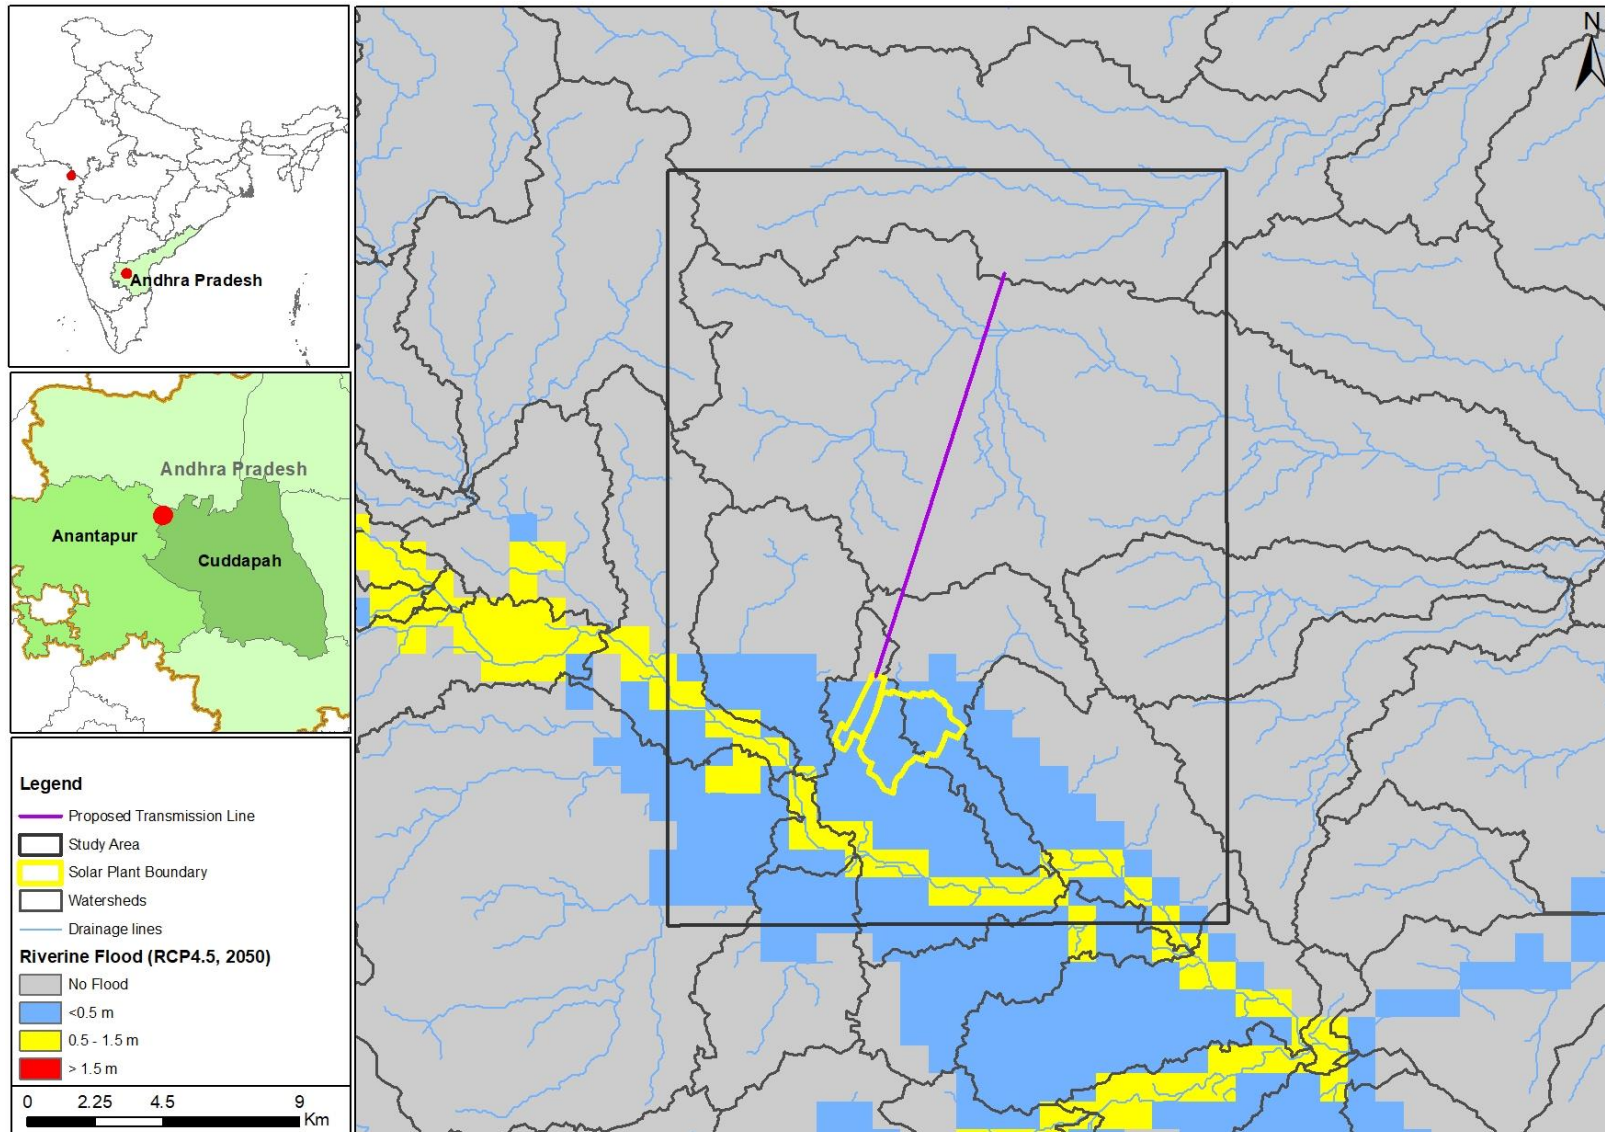 N
Andhra Pradesh
Andhra Pradesh
Anantapur
Cuddapah
Legend
Proposed Transmission Line
Study Area
Solar Plant Boundary
Watersheds
Drainage lines
Riverine Flood (RCP4.5, 2050)
No Flood
<0.5 m
0.5 - 1.5 m
> 1.5 m
0 2.25 4.5 9
Km